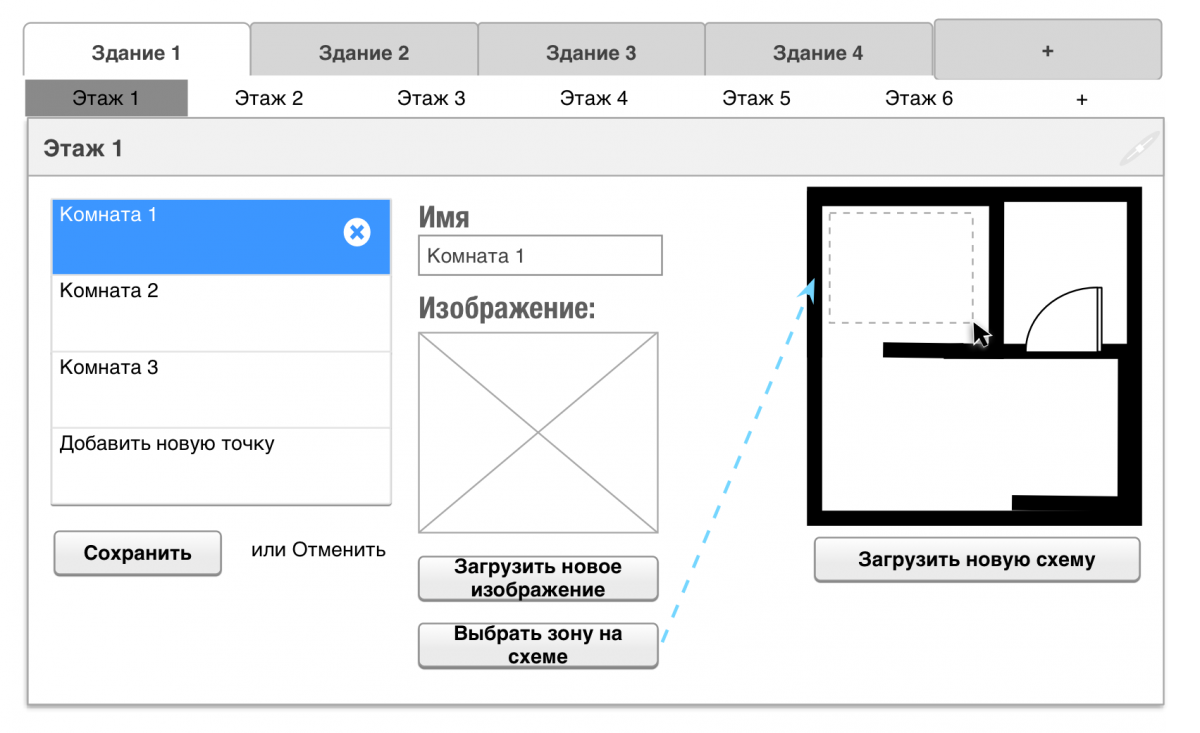 Здание 1
Здание 2
Здание 3
Здание 4
+
Этаж 1
Этаж 2
Этаж 3
Этаж 4
Этаж 5
Этаж 6
+
Этаж 1
Комната 1
Комната 2
Комната 3
Добавить новую точку
Сохранить
или Отменить
Имя
Комната 1
Изображение:
Загрузить новое
изображение
Выбрать зону на
схеме
Загрузить новую схему